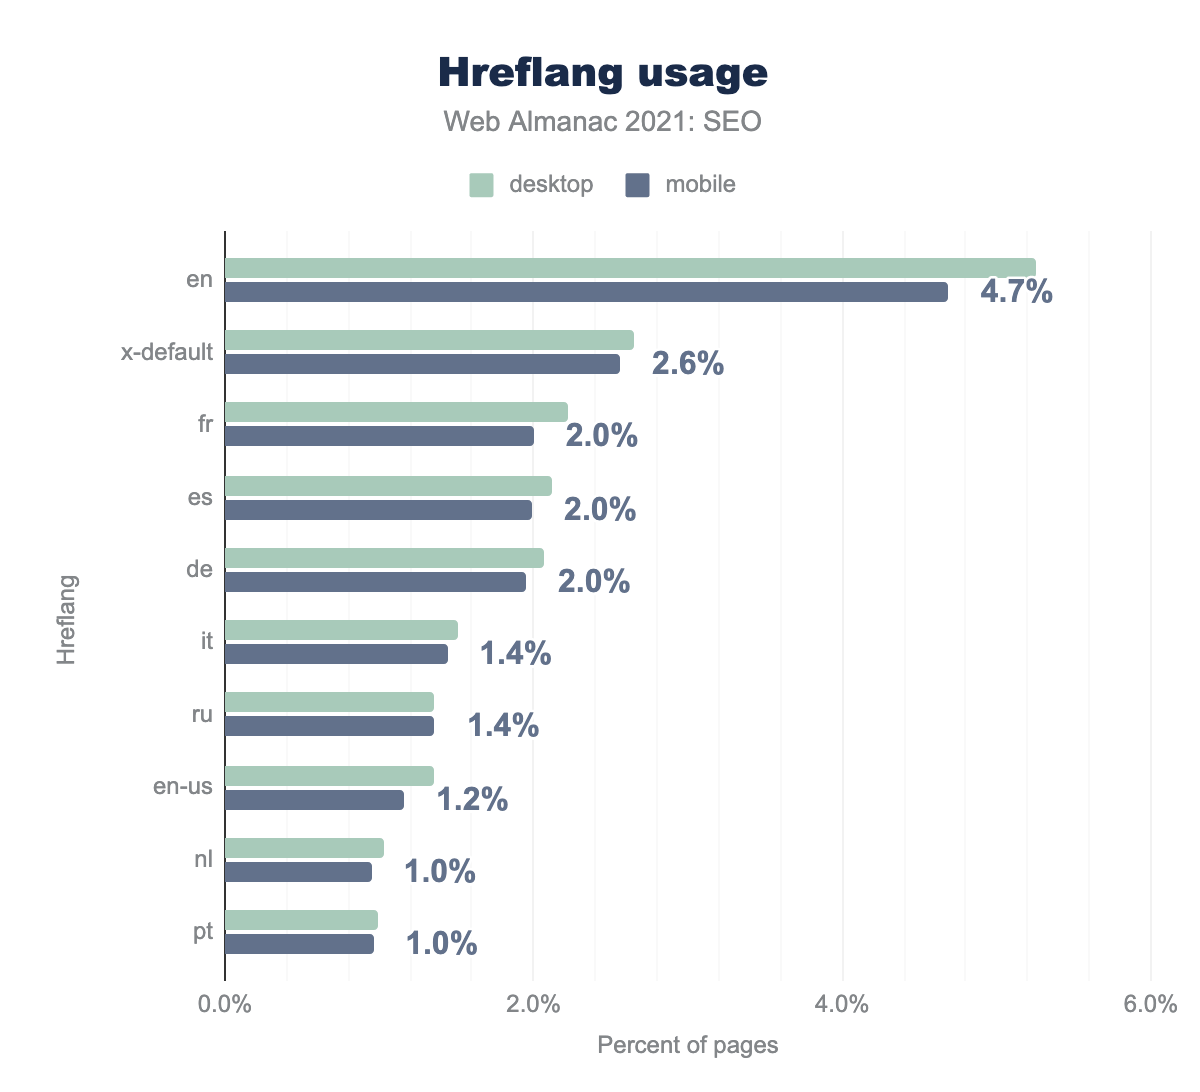 Hreflang usage
Web Almanac 2021: SEO
desktop
mobile
Hreflang
en
4.7%
x-default
2.6%
fr
2.0%
es
2.0%
de
2.0%
it
1.4%
ru
1.4%
en-us
1.2%
nl
1.0%
pt
1.0%
0.0%
2.0%
4.0%
6.0%
Percent of pages